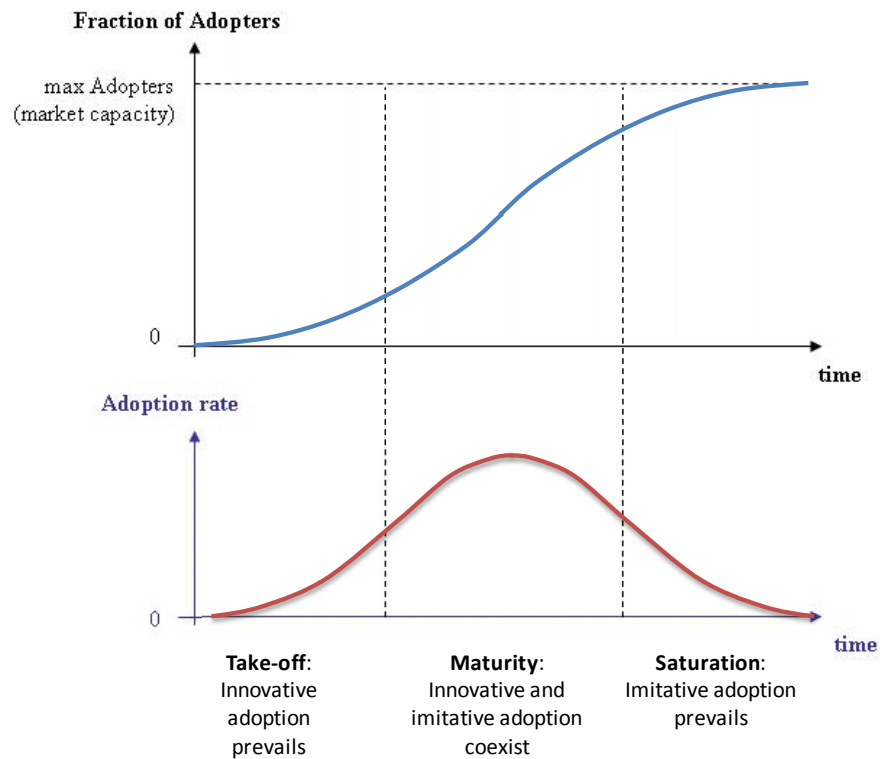 Fraction of Adopters
max Adopters
(market capacity)
0
time
Adoption rate
0
time
Take-off:
Innovative
adoption
prevails
Maturity:
Innovative and
imitative adoption
coexist
Saturation:
Imitative adoption
prevails